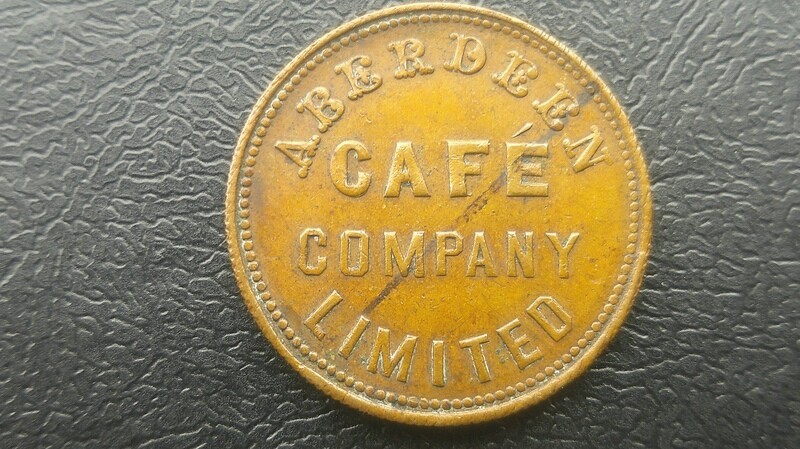 ABERDEEN
CAFÉ
COMPANY
LIMITED